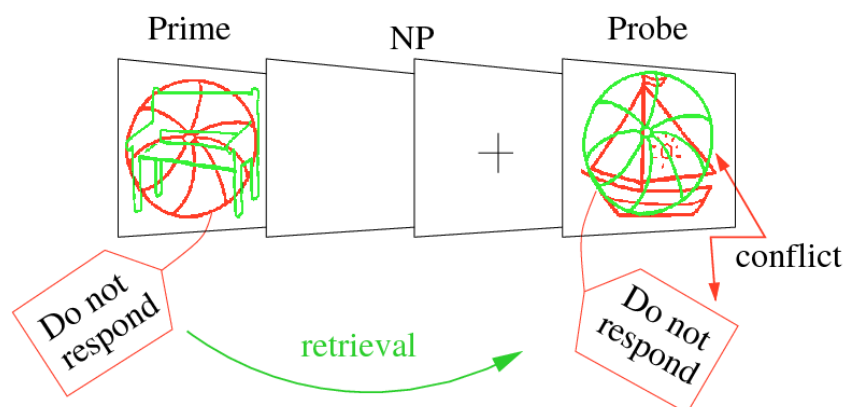 Prime
NP
Probe
conflict
Do not
respond
retrieval
Do not
respond